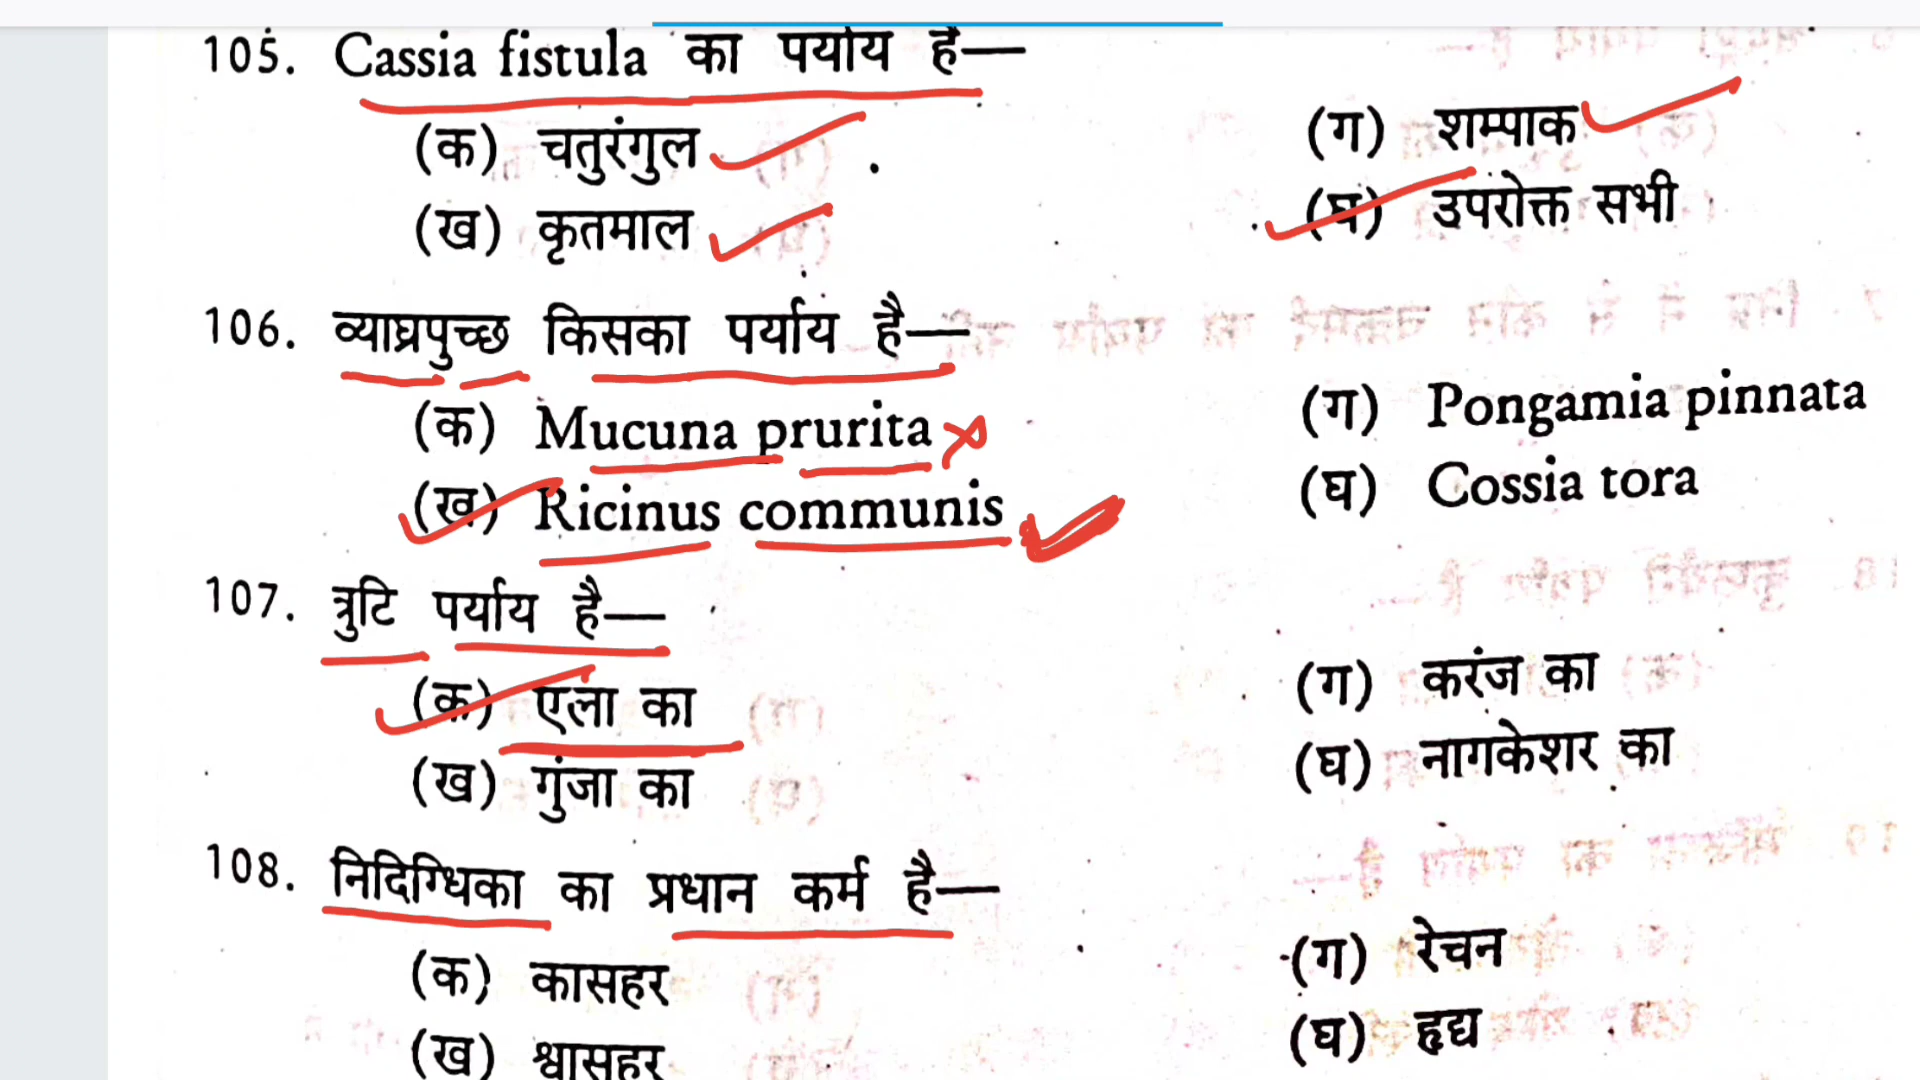 105. Cassia fistula का पर्याय है—
(क) चतुरंगुल
(ख) कृतमाल
(ग) शम्पाक
(घ) उपरोक्त सभी
106. व्याघ्रपुच्छ किसका पर्याय है—
(क) Mucuna prurita
(ख) Ricinus communis
(ग) Pongamia pinnata
(घ) Cossia tora
107. त्रुटि पर्याय है—
(क) एला का
(ख) गुंजा का
(ग) करंज का
(घ) नागकेशर का
108. निदिग्धिका का प्रधान कर्म है—
(क) कासहर
(ख) श्वासहर
(ग) रेचन
(घ) हृद्य